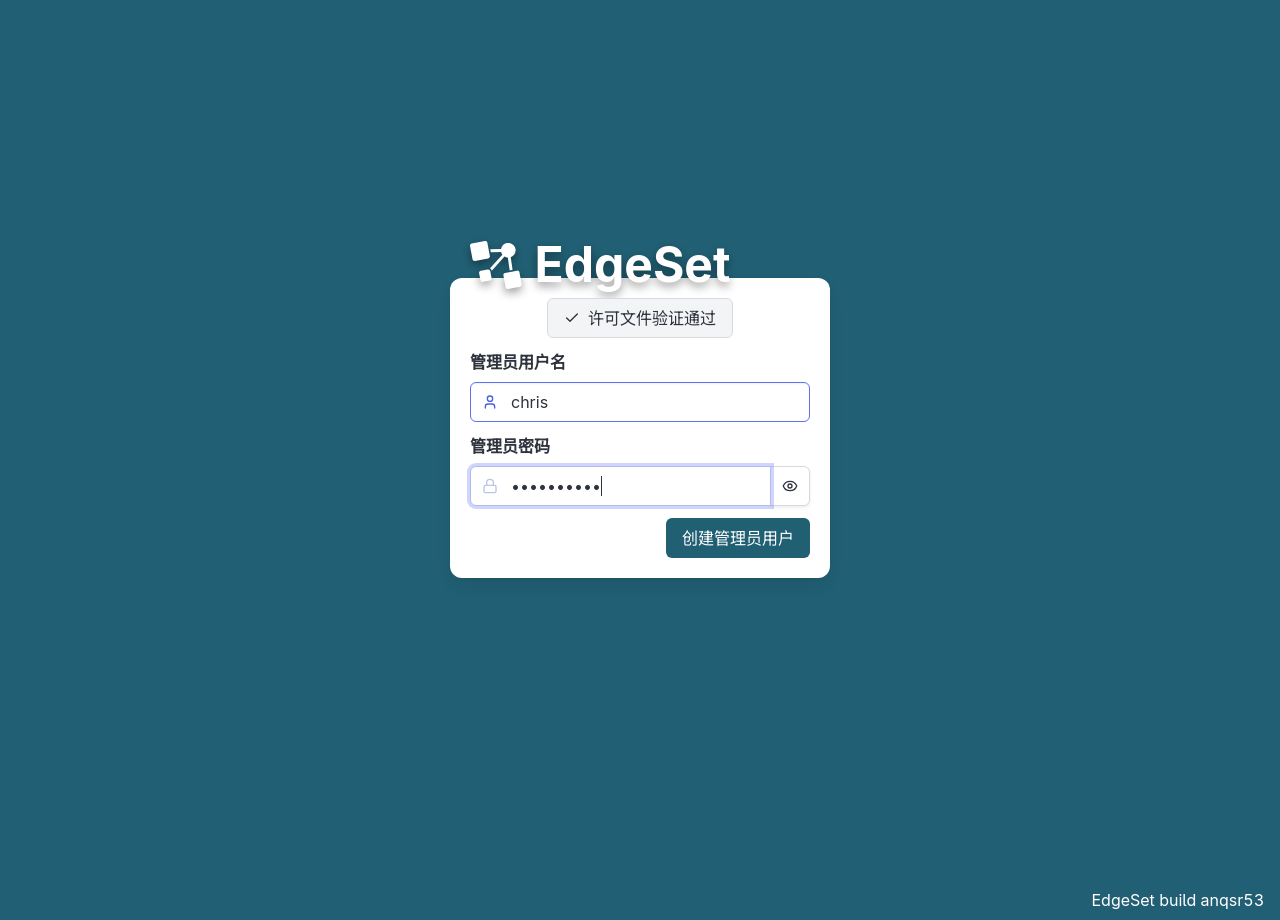 EdgeSet
许可文件验证通过
管理员用户名
chris
管理员密码
••••••••••
创建管理员用户
EdgeSet build anqsr53